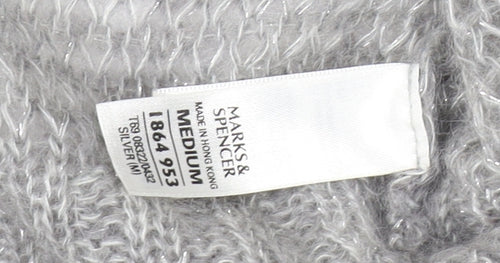 MARKS &
SPENCER
MADE IN HONG KONG
MEDIUM
1864 953
T69 0832/0432
SILVER (M)